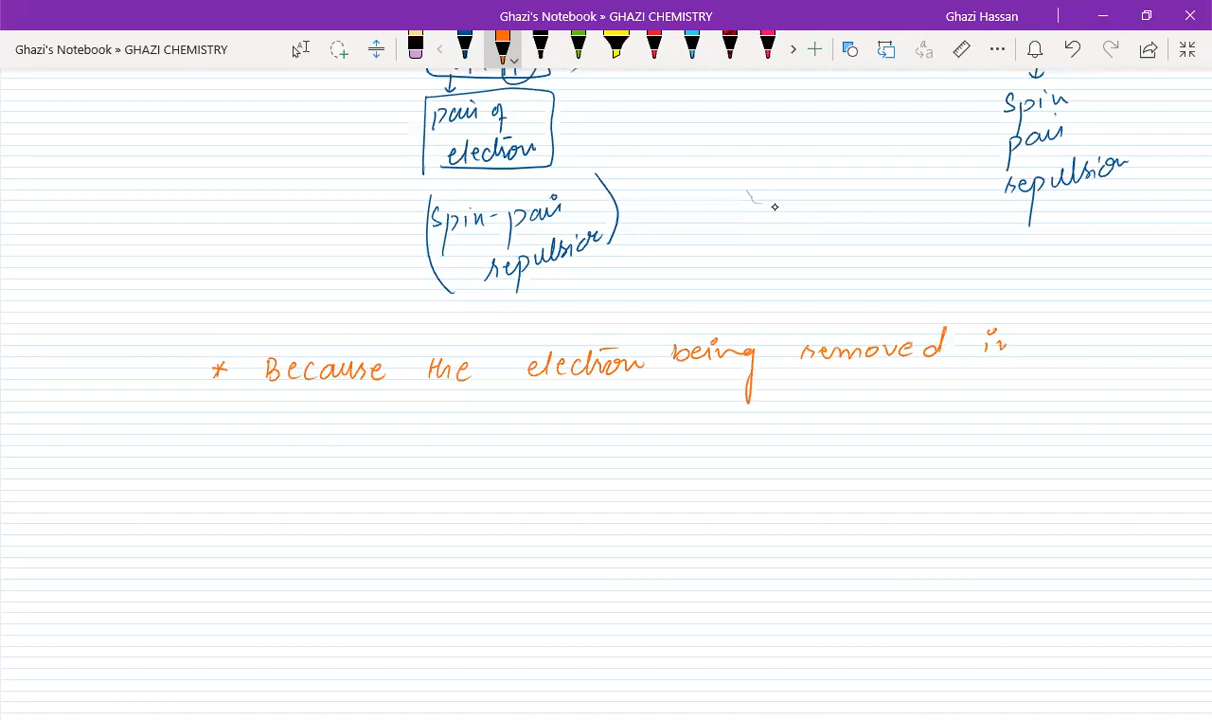 Ghazi's Notebook » GHAZI CHEMISTRY
Ghazi Hassan
Ghazi's Notebook » GHAZI CHEMISTRY
pair of
electron
(spin-pair
repulsion)
spin
pair
repulsion
* Because the electron being removed in